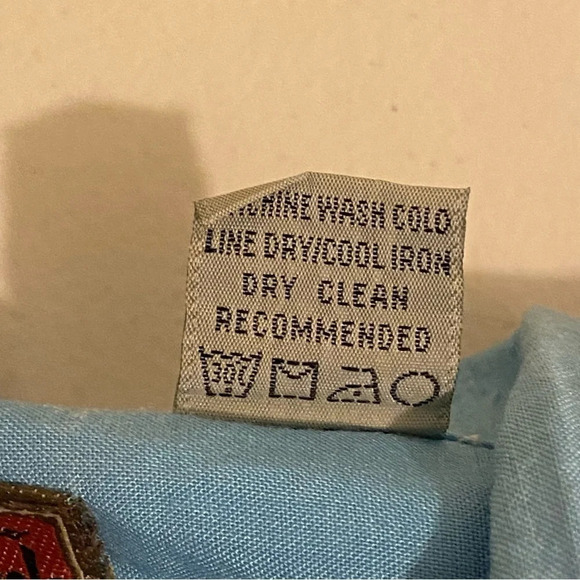 WASH COLD
LINE DRY/COOL IRON
DRY CLEAN
RECOMMENDED
30°